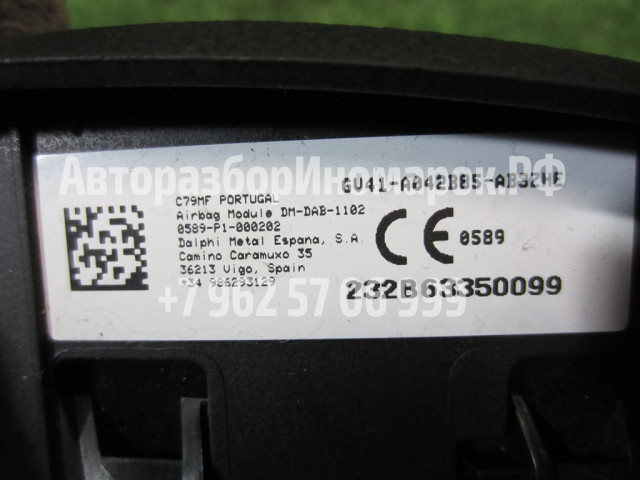 АвторазборИномарок.РФ
GV41-A042B85-AB3ZHE
C79MF PORTUGAL
Airbag Module DM-DAB-1102
0589-P1-000202
Dalphi Metal Espana, S.A.
Camino Caramuxo 35
36213 Vigo, Spain
+34 986293129
CE 0589
232B63350099
+7 962 57 66 999